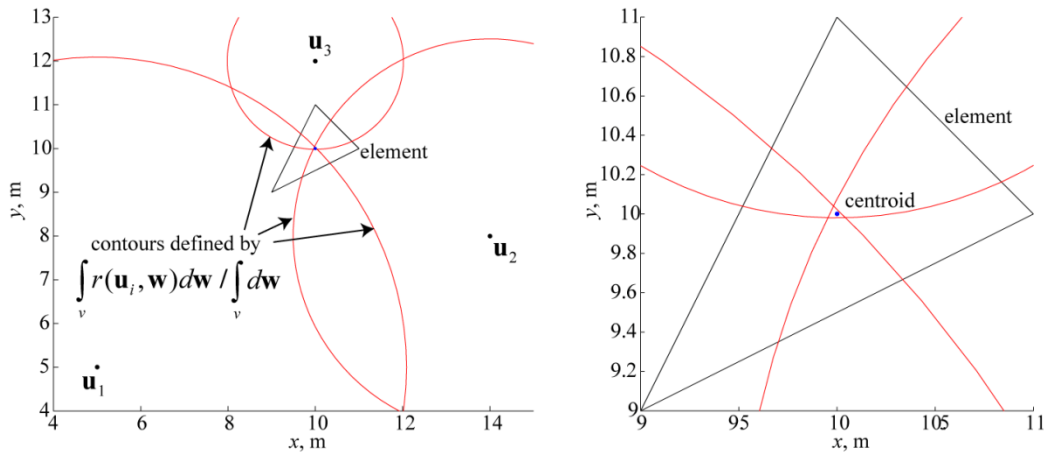 13
12
11
10
9
8
7
6
5
4
y, m
4
6
8
10
12
14
x, m
u3
element
u2
contours defined by
∫v r(ui, w)dw / ∫v dw
u1
11
10.8
10.6
10.4
10.2
10
9.8
9.6
9.4
9.2
9
y, m
9
95
10
105
11
x, m
element
centroid